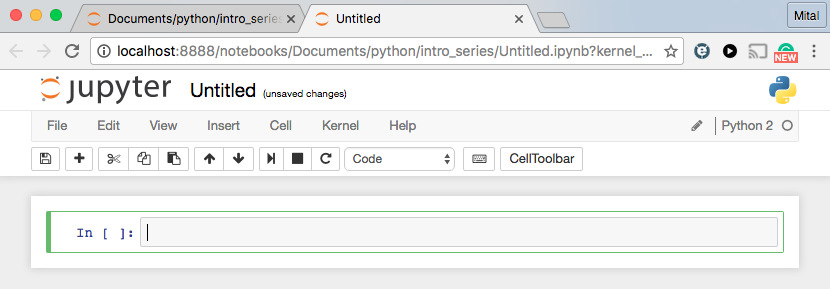 Documents/python/intro_series
Untitled
Mital
localhost:8888/notebooks/Documents/python/intro_series/Untitled.ipynb?kernel_...
NEW
jupyter Untitled (unsaved changes)
File Edit View Insert Cell Kernel Help Python 2
Code CellToolbar
In [ ]: